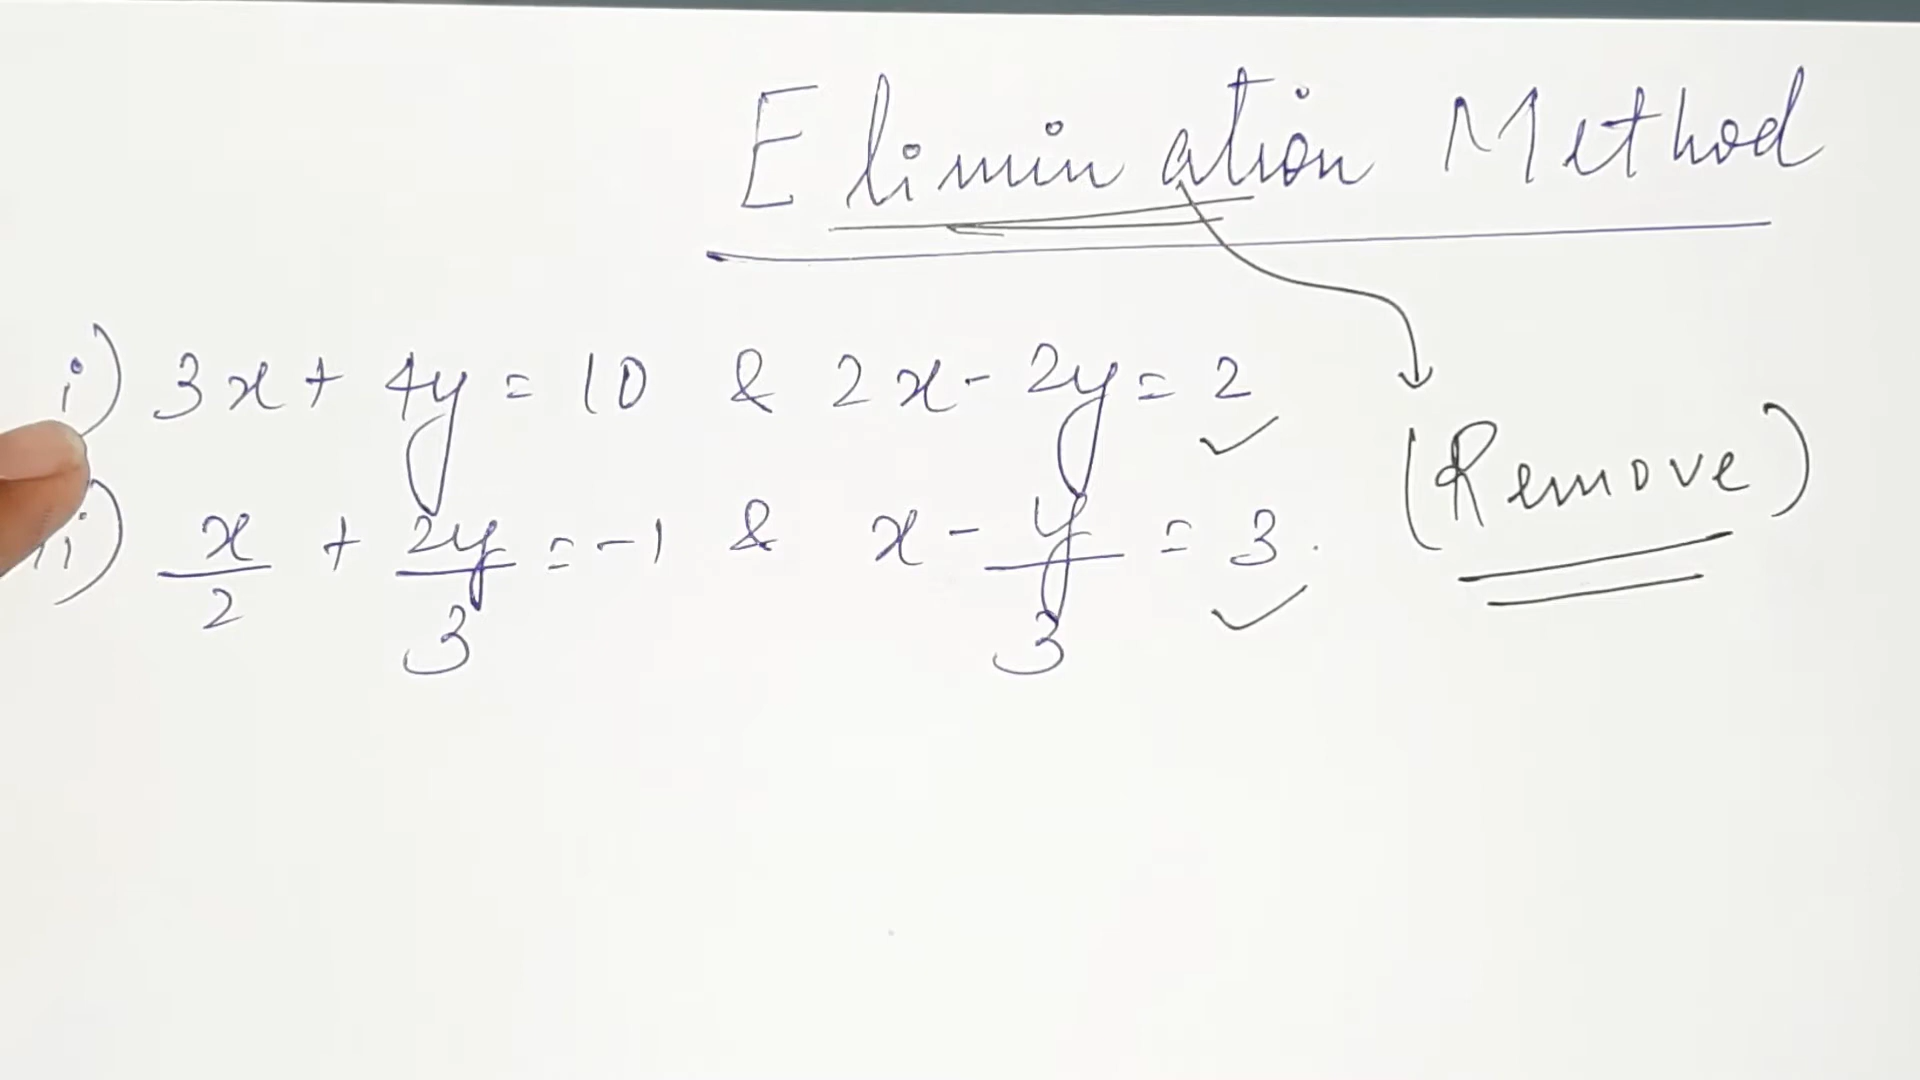 Elimination Method
i) 3x + 4y = 10 & 2x - 2y = 2 ✓
(Remove)
ii) x/2 + 2y/3 = -1 & x - y/3 = 3. ✓